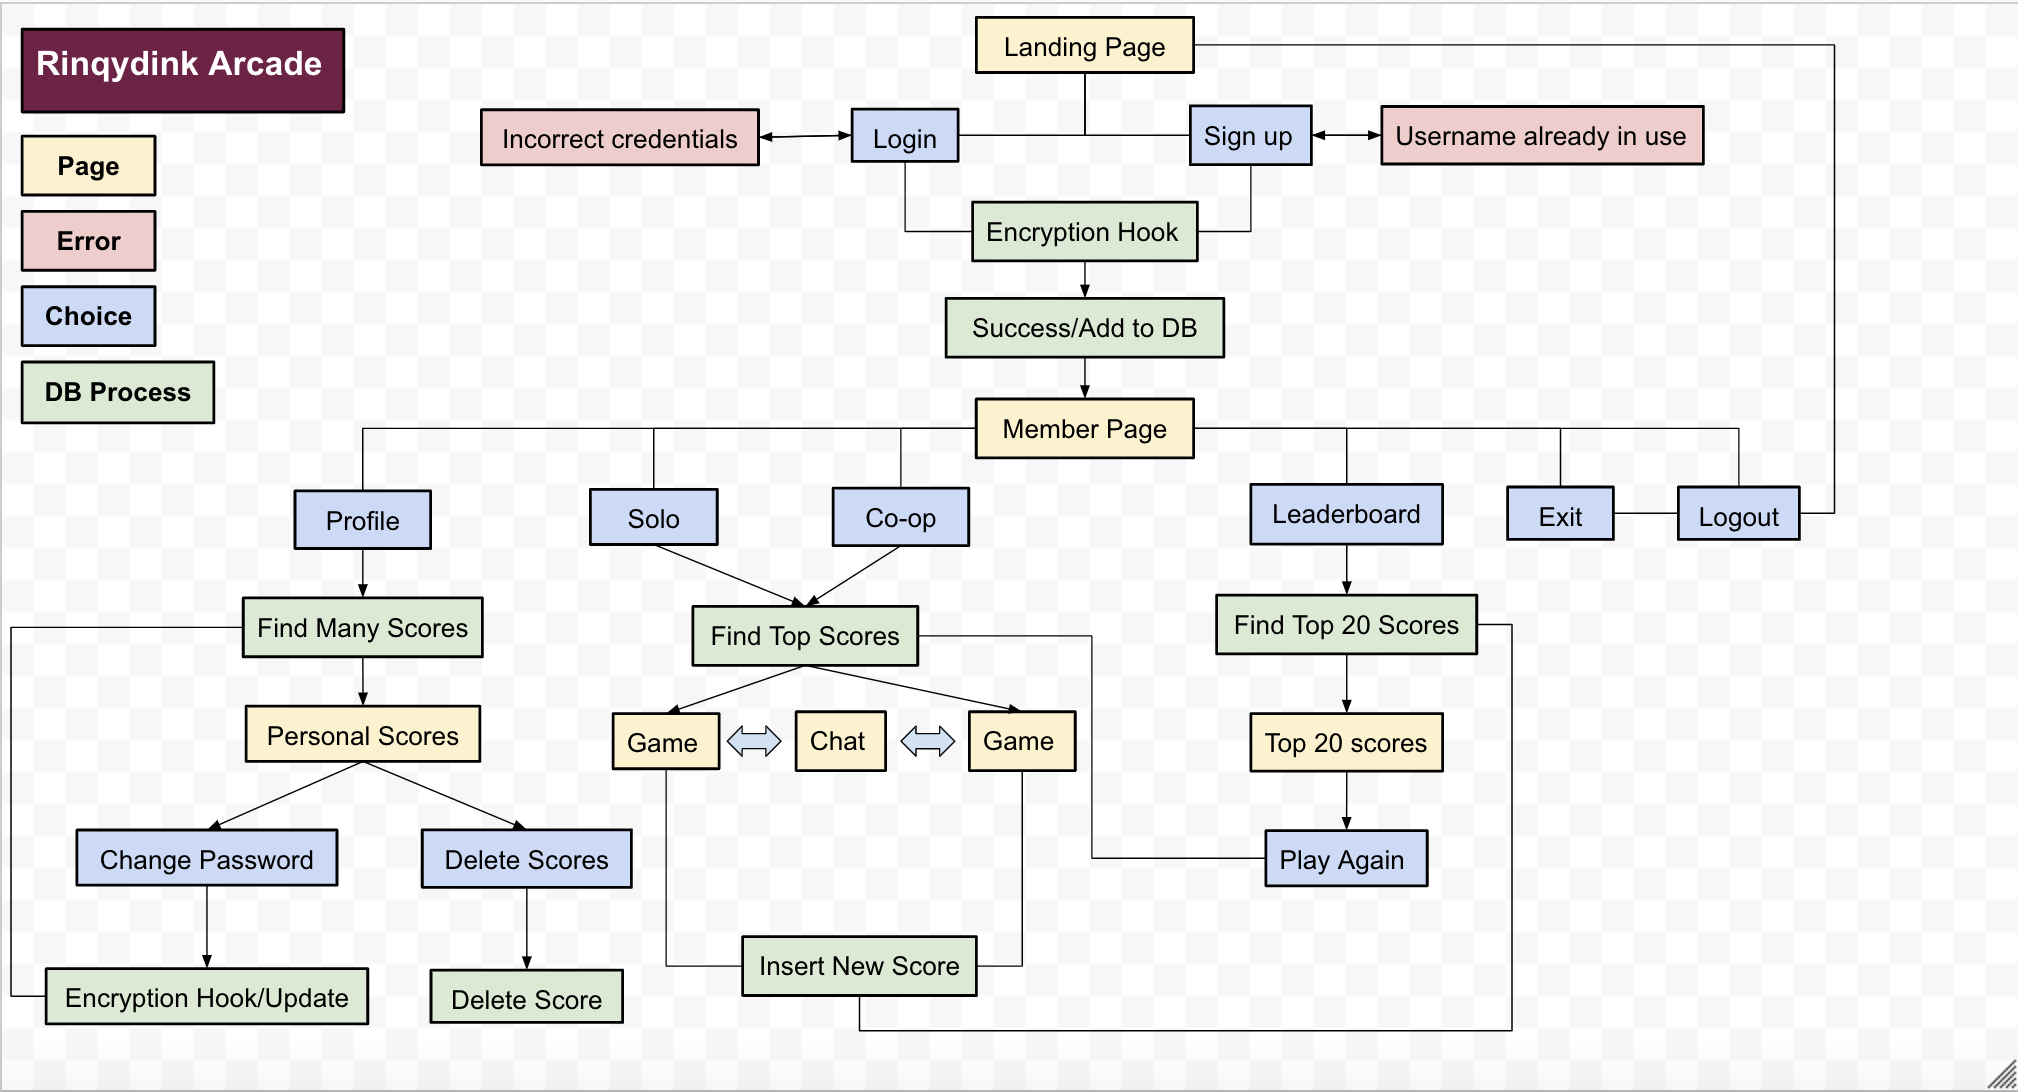 Rinqydink Arcade
Page
Error
Choice
DB Process
Landing Page
Incorrect credentials
Login
Sign up
Username already in use
Encryption Hook
Success/Add to DB
Member Page
Profile
Solo
Co-op
Leaderboard
Exit
Logout
Find Many Scores
Find Top Scores
Find Top 20 Scores
Personal Scores
Game
Chat
Game
Top 20 scores
Change Password
Delete Scores
Play Again
Encryption Hook/Update
Delete Score
Insert New Score